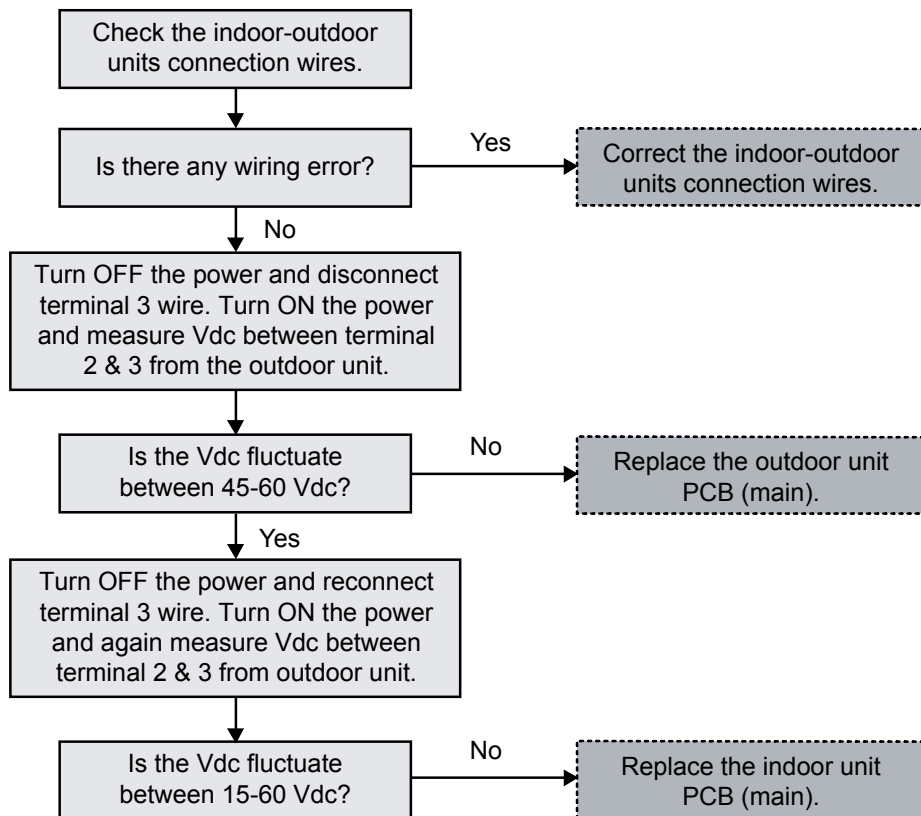 Check the indoor-outdoor
units connection wires.
Is there any wiring error?
Yes
Correct the indoor-outdoor
units connection wires.
No
Turn OFF the power and disconnect
terminal 3 wire. Turn ON the power
and measure Vdc between terminal
2 & 3 from the outdoor unit.
Is the Vdc fluctuate
between 45-60 Vdc?
No
Replace the outdoor unit
PCB (main).
Yes
Turn OFF the power and reconnect
terminal 3 wire. Turn ON the power
and again measure Vdc between
terminal 2 & 3 from outdoor unit.
Is the Vdc fluctuate
between 15-60 Vdc?
No
Replace the indoor unit
PCB (main).